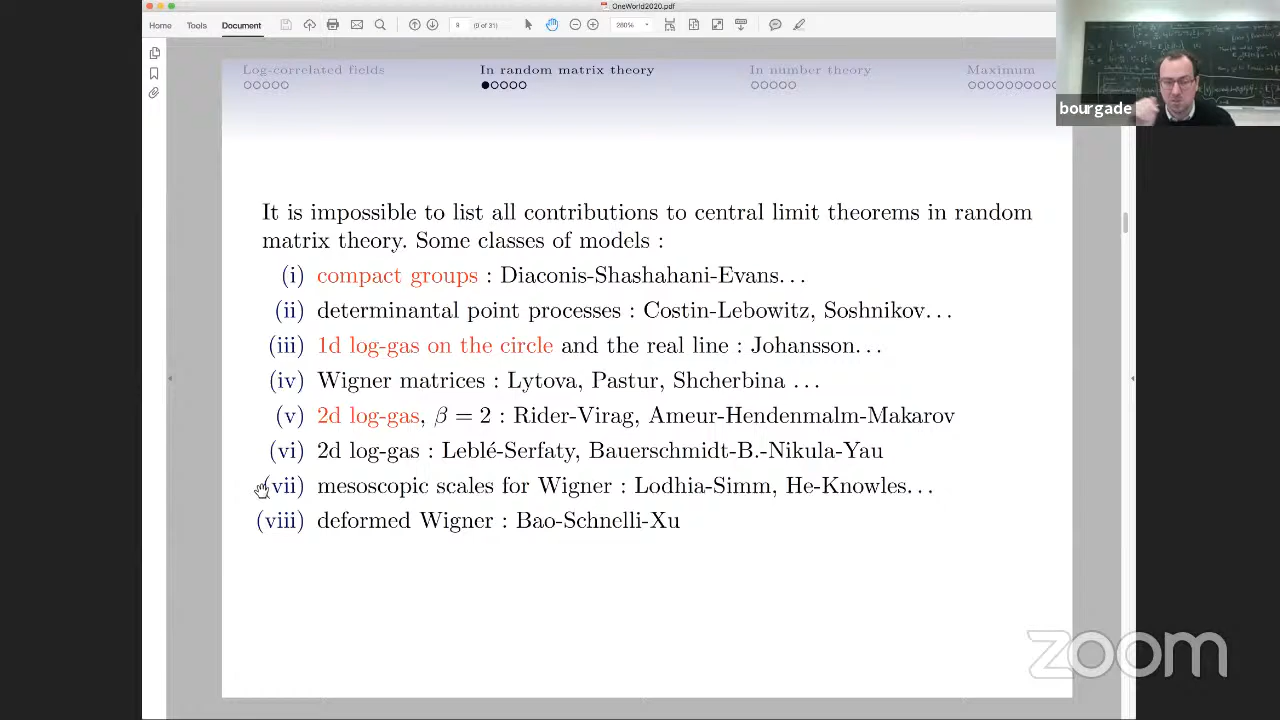 OneWorld2020.pdf
Home Tools Document 9 (9 of 31) 280%
Log-correlated fields In random matrix theory In number theory Maximum
bourgade
It is impossible to list all contributions to central limit theorems in random
matrix theory. Some classes of models :
(i) compact groups : Diaconis-Shashahani-Evans...
(ii) determinantal point processes : Costin-Lebowitz, Soshnikov...
(iii) 1d log-gas on the circle and the real line : Johansson...
(iv) Wigner matrices : Lytova, Pastur, Shcherbina ...
(v) 2d log-gas, β = 2 : Rider-Virag, Ameur-Hendenmalm-Makarov
(vi) 2d log-gas : Leblé-Serfaty, Bauerschmidt-B.-Nikula-Yau
(vii) mesoscopic scales for Wigner : Lodhia-Simm, He-Knowles...
(viii) deformed Wigner : Bao-Schnelli-Xu
zoom